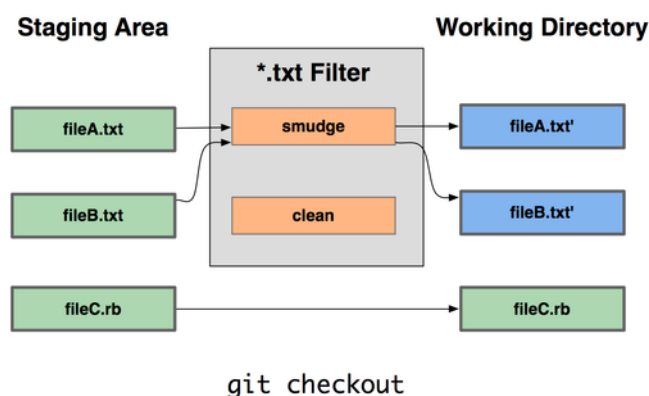 Staging Area
Working Directory
*.txt Filter
fileA.txt
smudge
fileA.txt'
fileB.txt
clean
fileB.txt'
fileC.rb
fileC.rb
git checkout